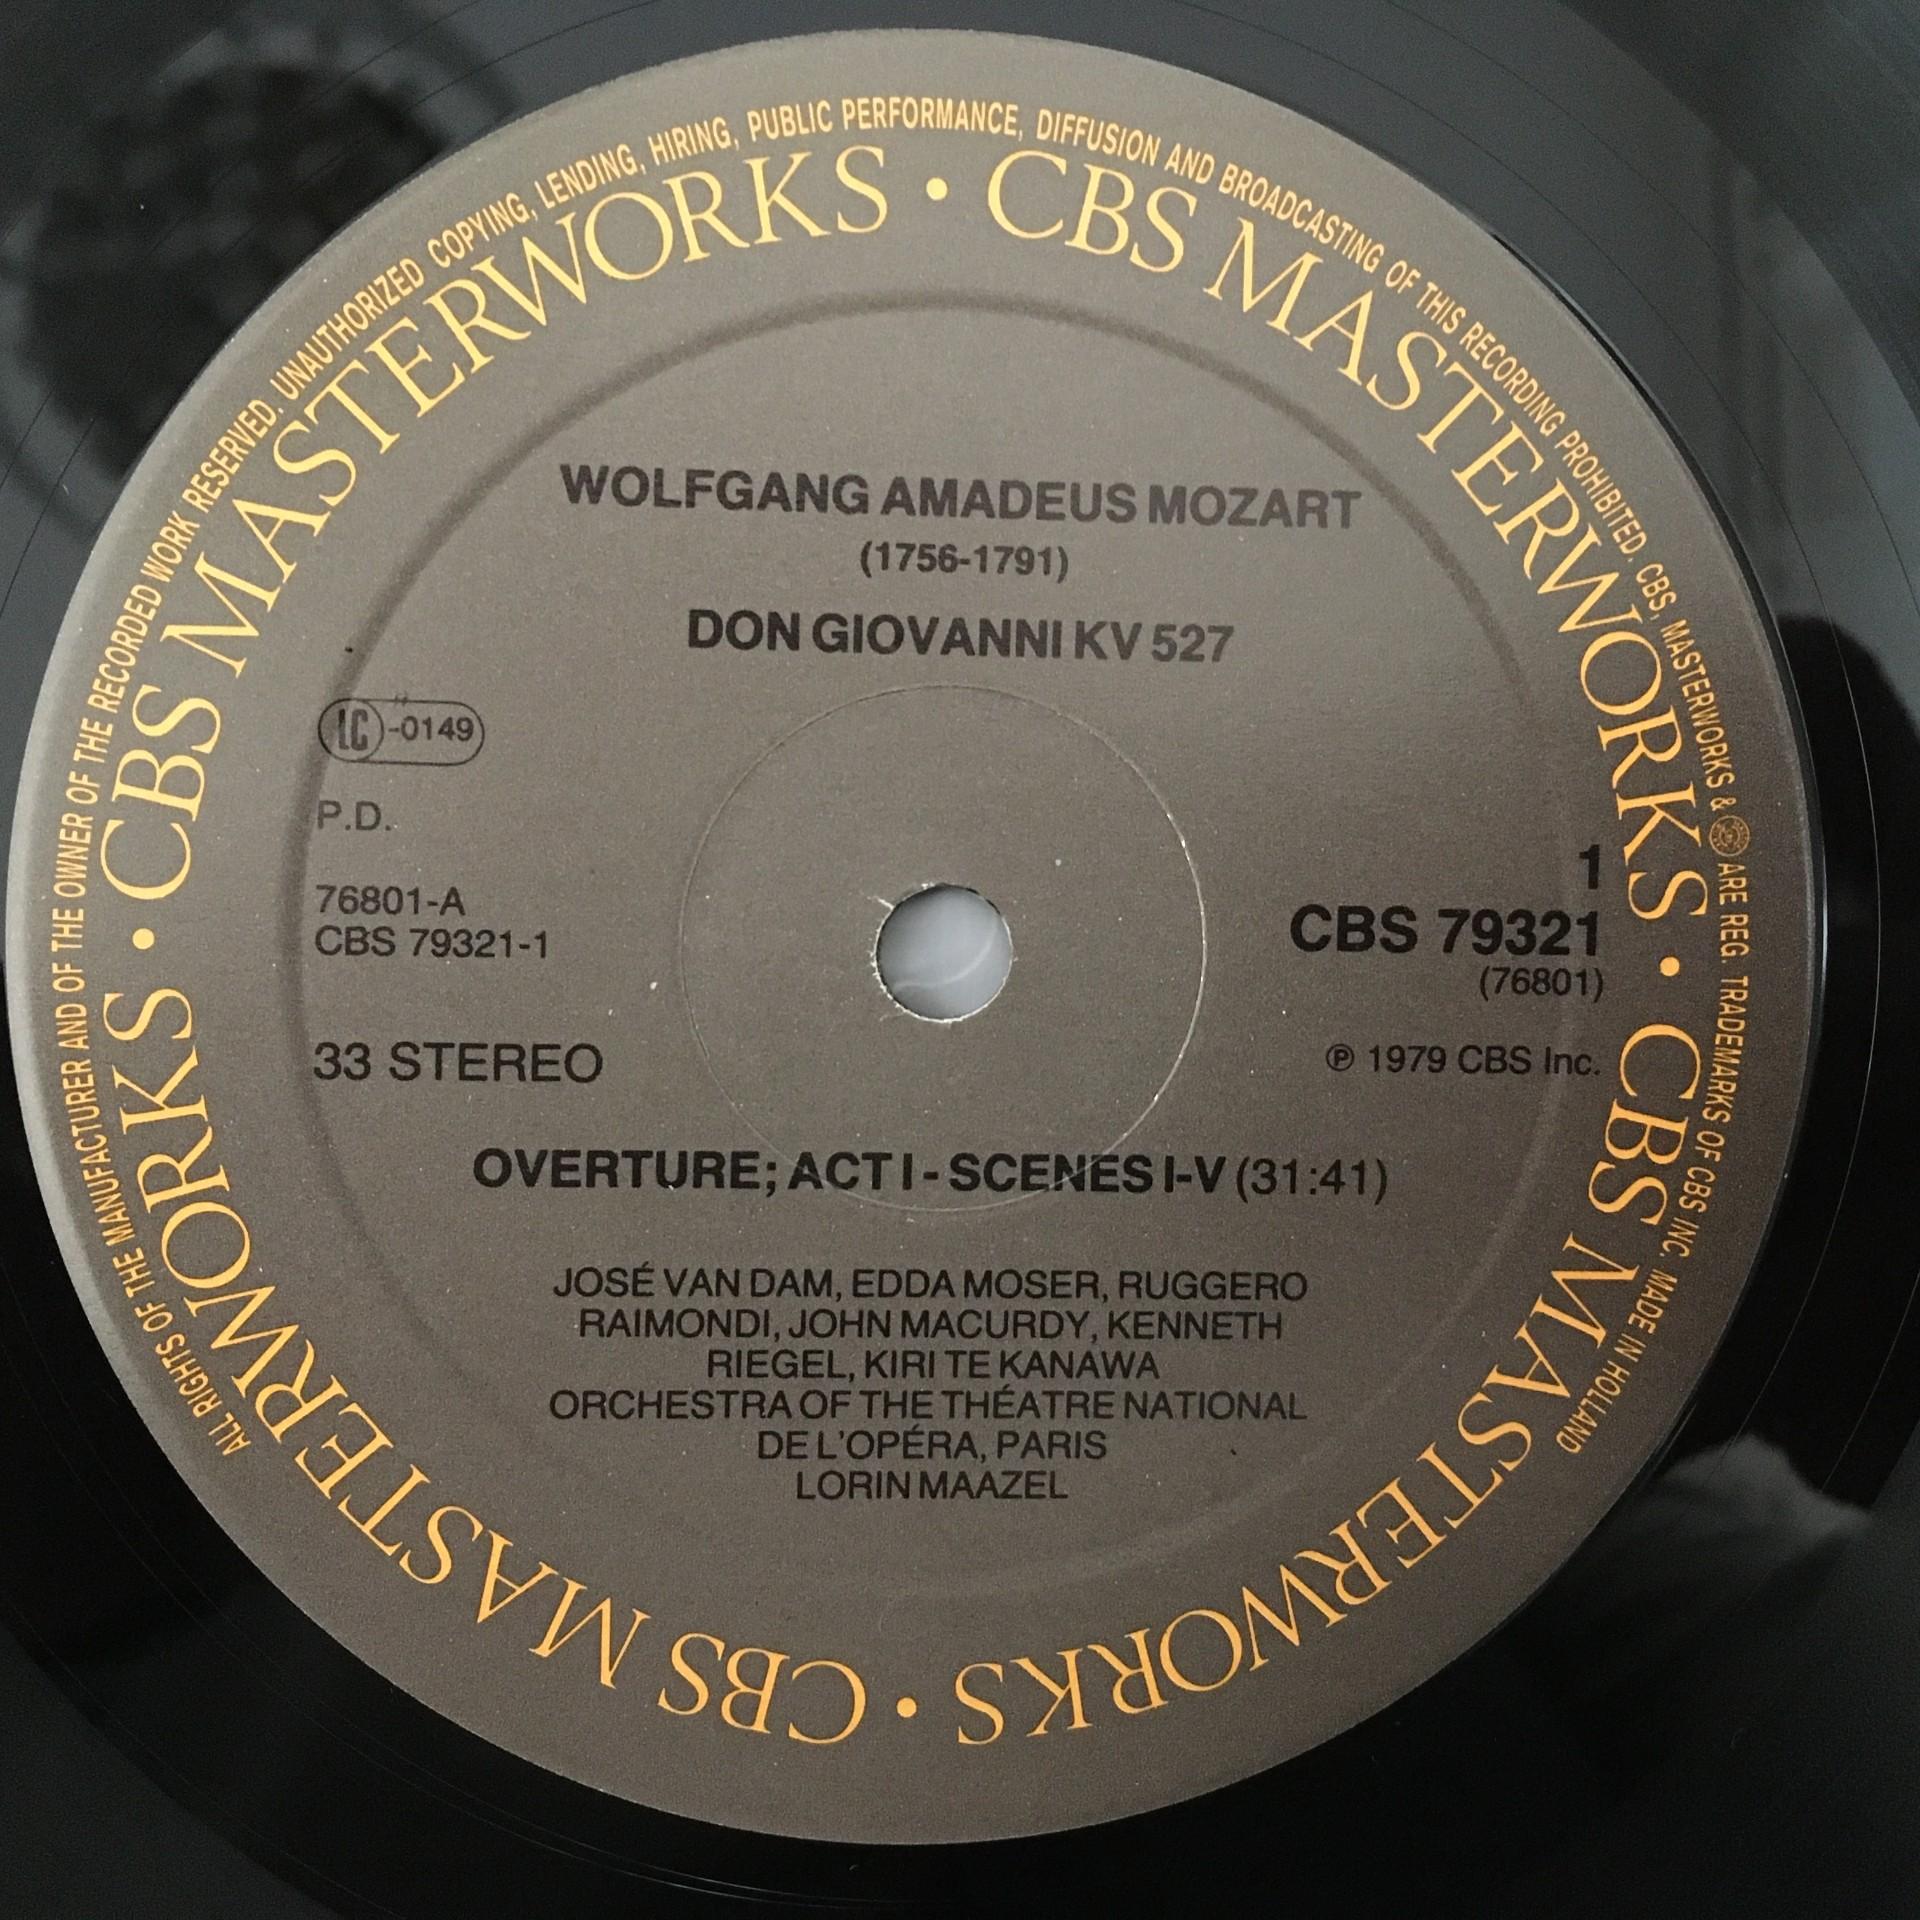 ALL RIGHTS OF THE MANUFACTURER AND OF THE OWNER OF THE RECORDED WORK RESERVED. UNAUTHORIZED COPYING, LENDING, HIRING, PUBLIC PERFORMANCE, DIFFUSION AND BROADCASTING OF THIS RECORDING PROHIBITED. CBS, MASTERWORKS & ARE REG. TRADEMARKS OF CBS INC. MADE IN HOLLAND
CBS MASTERWORKS • CBS MASTERWORKS • CBS MASTERWORKS • CBS MASTERWORKS •
WOLFGANG AMADEUS MOZART
(1756-1791)
DON GIOVANNI KV 527
LC-0149
P.D.
76801-A
CBS 79321-1
33 STEREO
1
CBS 79321
(76801)
℗ 1979 CBS Inc.
OVERTURE; ACT I - SCENES I-V (31:41)
JOSÉ VAN DAM, EDDA MOSER, RUGGERO
RAIMONDI, JOHN MACURDY, KENNETH
RIEGEL, KIRI TE KANAWA
ORCHESTRA OF THE THÉATRE NATIONAL
DE L'OPÉRA, PARIS
LORIN MAAZEL